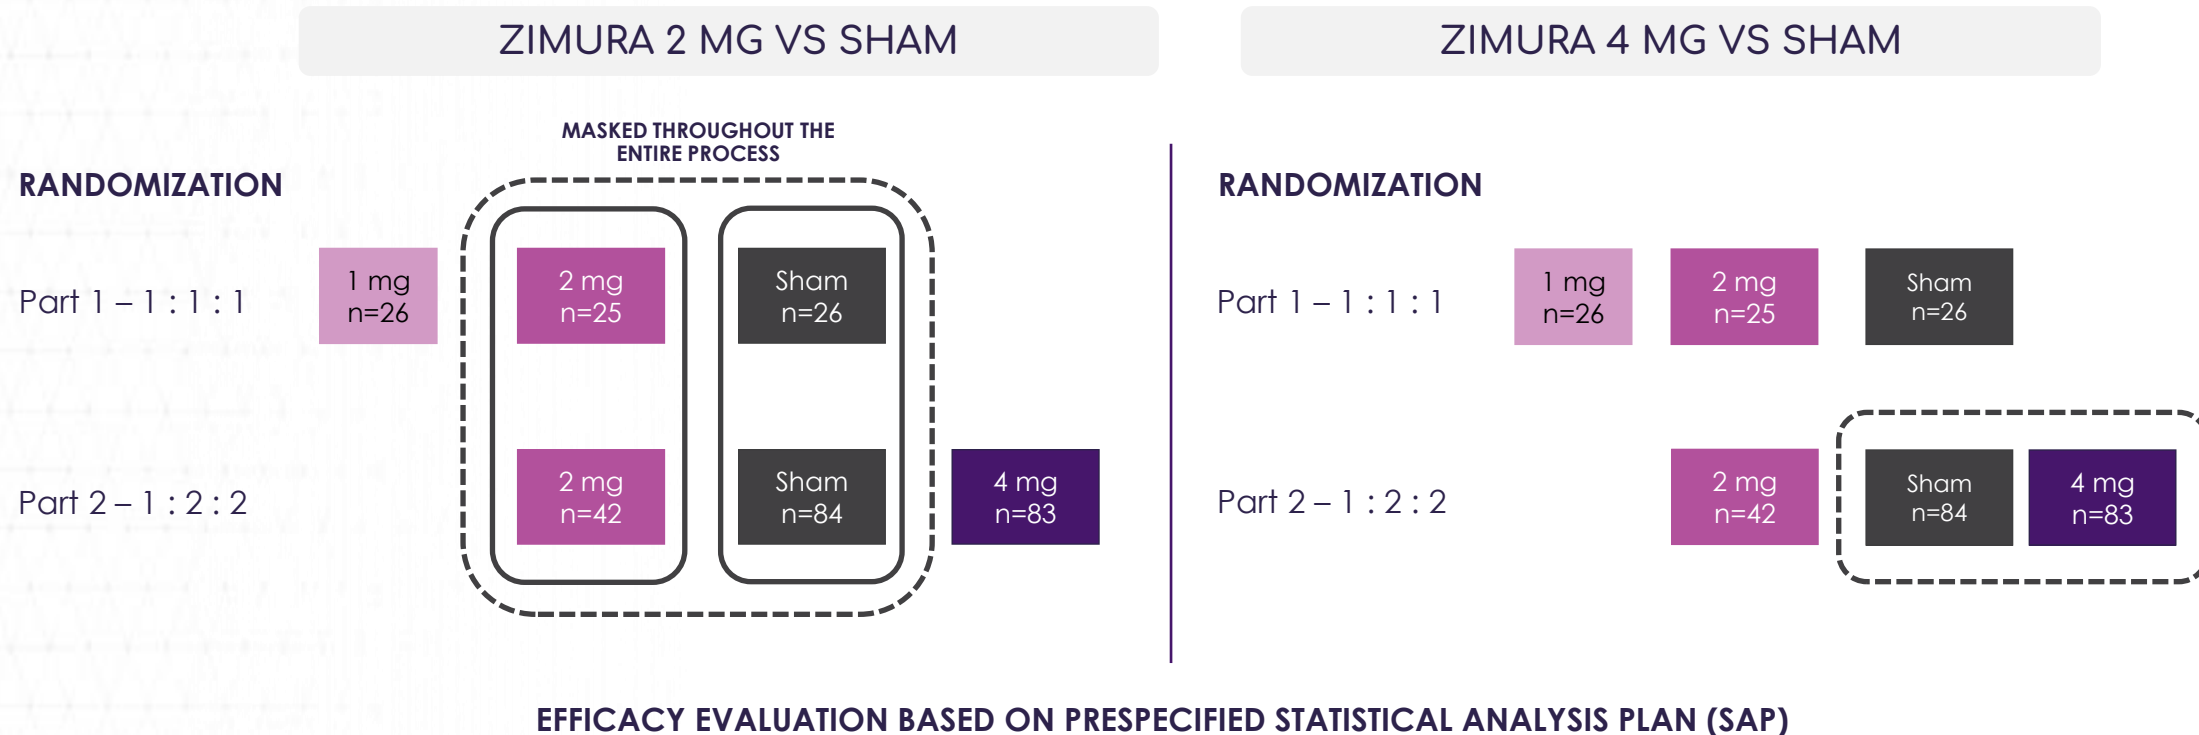 ZIMURA 2 MG VS SHAM
MASKED THROUGHOUT THE
ENTIRE PROCESS
RANDOMIZATION
Part 1 – 1 : 1 : 1
1 mg
n=26
2 mg
n=25
Sham
n=26
Part 2 – 1 : 2 : 2
2 mg
n=42
Sham
n=84
4 mg
n=83
ZIMURA 4 MG VS SHAM
RANDOMIZATION
Part 1 – 1 : 1 : 1
1 mg
n=26
2 mg
n=25
Sham
n=26
Part 2 – 1 : 2 : 2
2 mg
n=42
Sham
n=84
4 mg
n=83
EFFICACY EVALUATION BASED ON PRESPECIFIED STATISTICAL ANALYSIS PLAN (SAP)